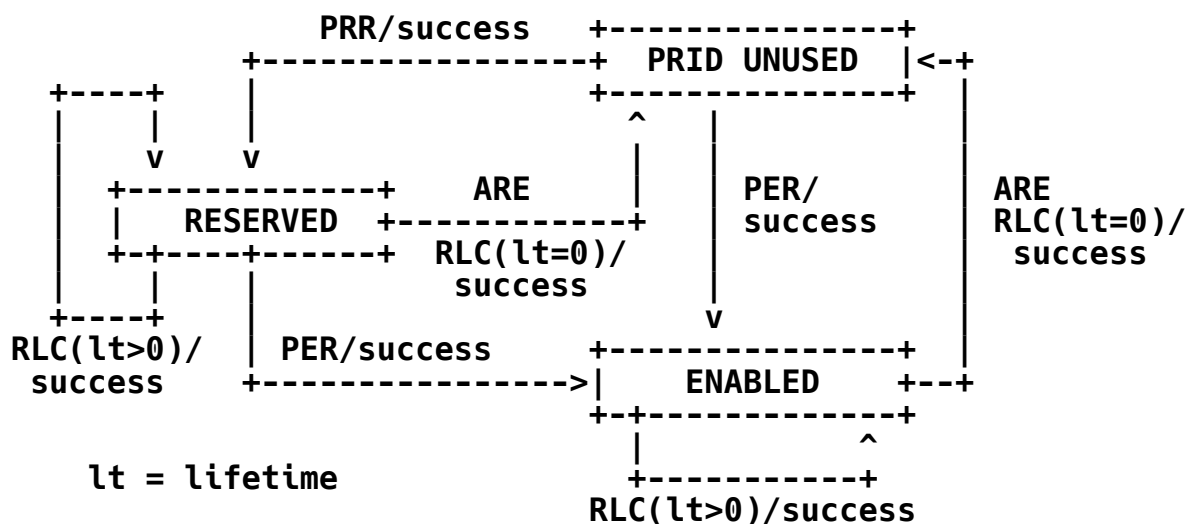 PRR/success
PRID UNUSED
ARE
PER/
ARE
RESERVED
success
RLC(lt=0)/
RLC(lt=0)/
success
success
RLC(lt>0)/
PER/success
success
ENABLED
lt = lifetime
RLC(lt>0)/success